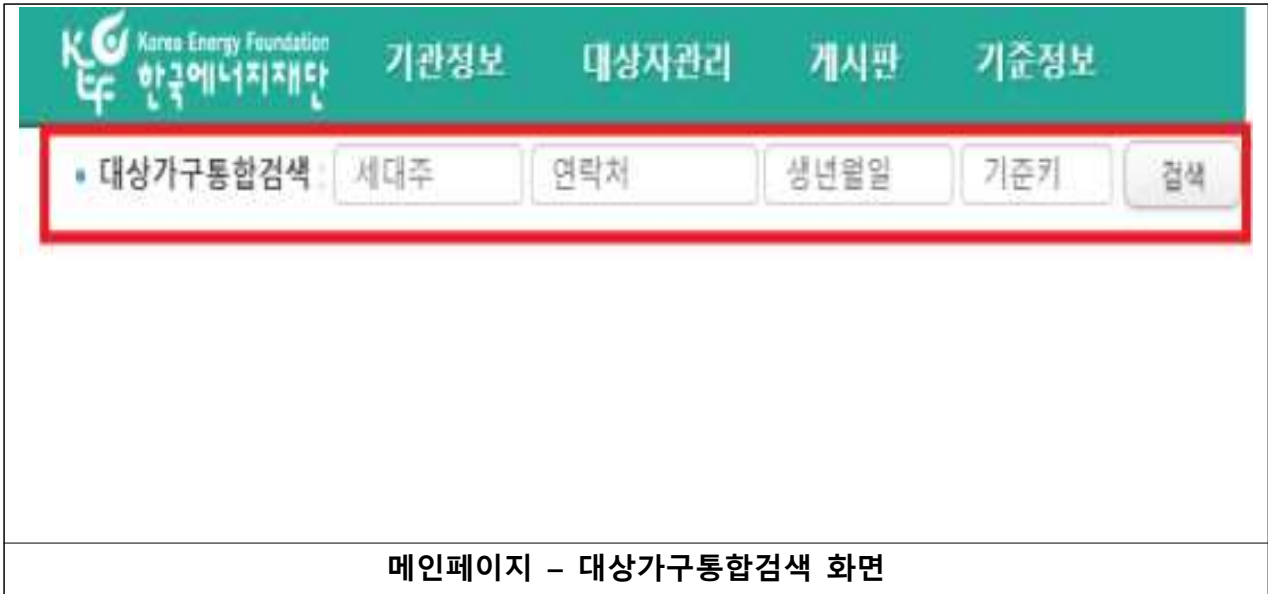 KEF Korea Energy Foundation
한국에너지재단
기관정보 대상자관리 게시판 기준정보
대상가구통합검색 : 세대주 연락처 생년월일 기준키 검색
메인페이지 – 대상가구통합검색 화면